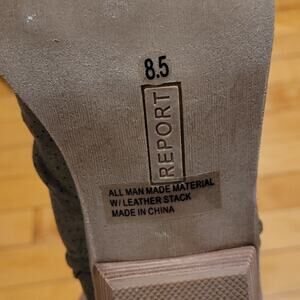 8.5
REPORT
ALL MAN MADE MATERIAL
W/ LEATHER STACK
MADE IN CHINA